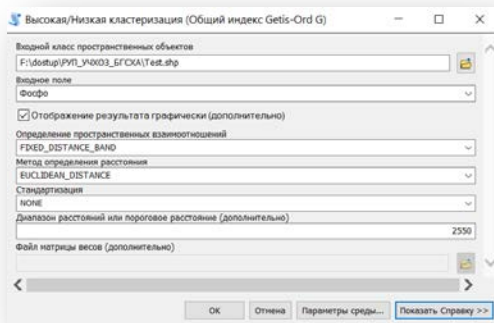 Высокая/Низкая кластеризация (Общий индекс Getis-Ord G)
Входной класс пространственных объектов
F:\dostup\РУП_УЧХОЗ_БГСХА\Test.shp
Входное поле
Фосфо
Отображение результата графически (дополнительно)
Определение пространственных взаимоотношений
FIXED_DISTANCE_BAND
Метод определения расстояния
EUCLIDEAN_DISTANCE
Стандартизация
NONE
Диапазон расстояний или пороговое расстояние (дополнительно)
2550
Файл матрицы весов (дополнительно)
OK Отмена Параметры среды... Показать Справку >>